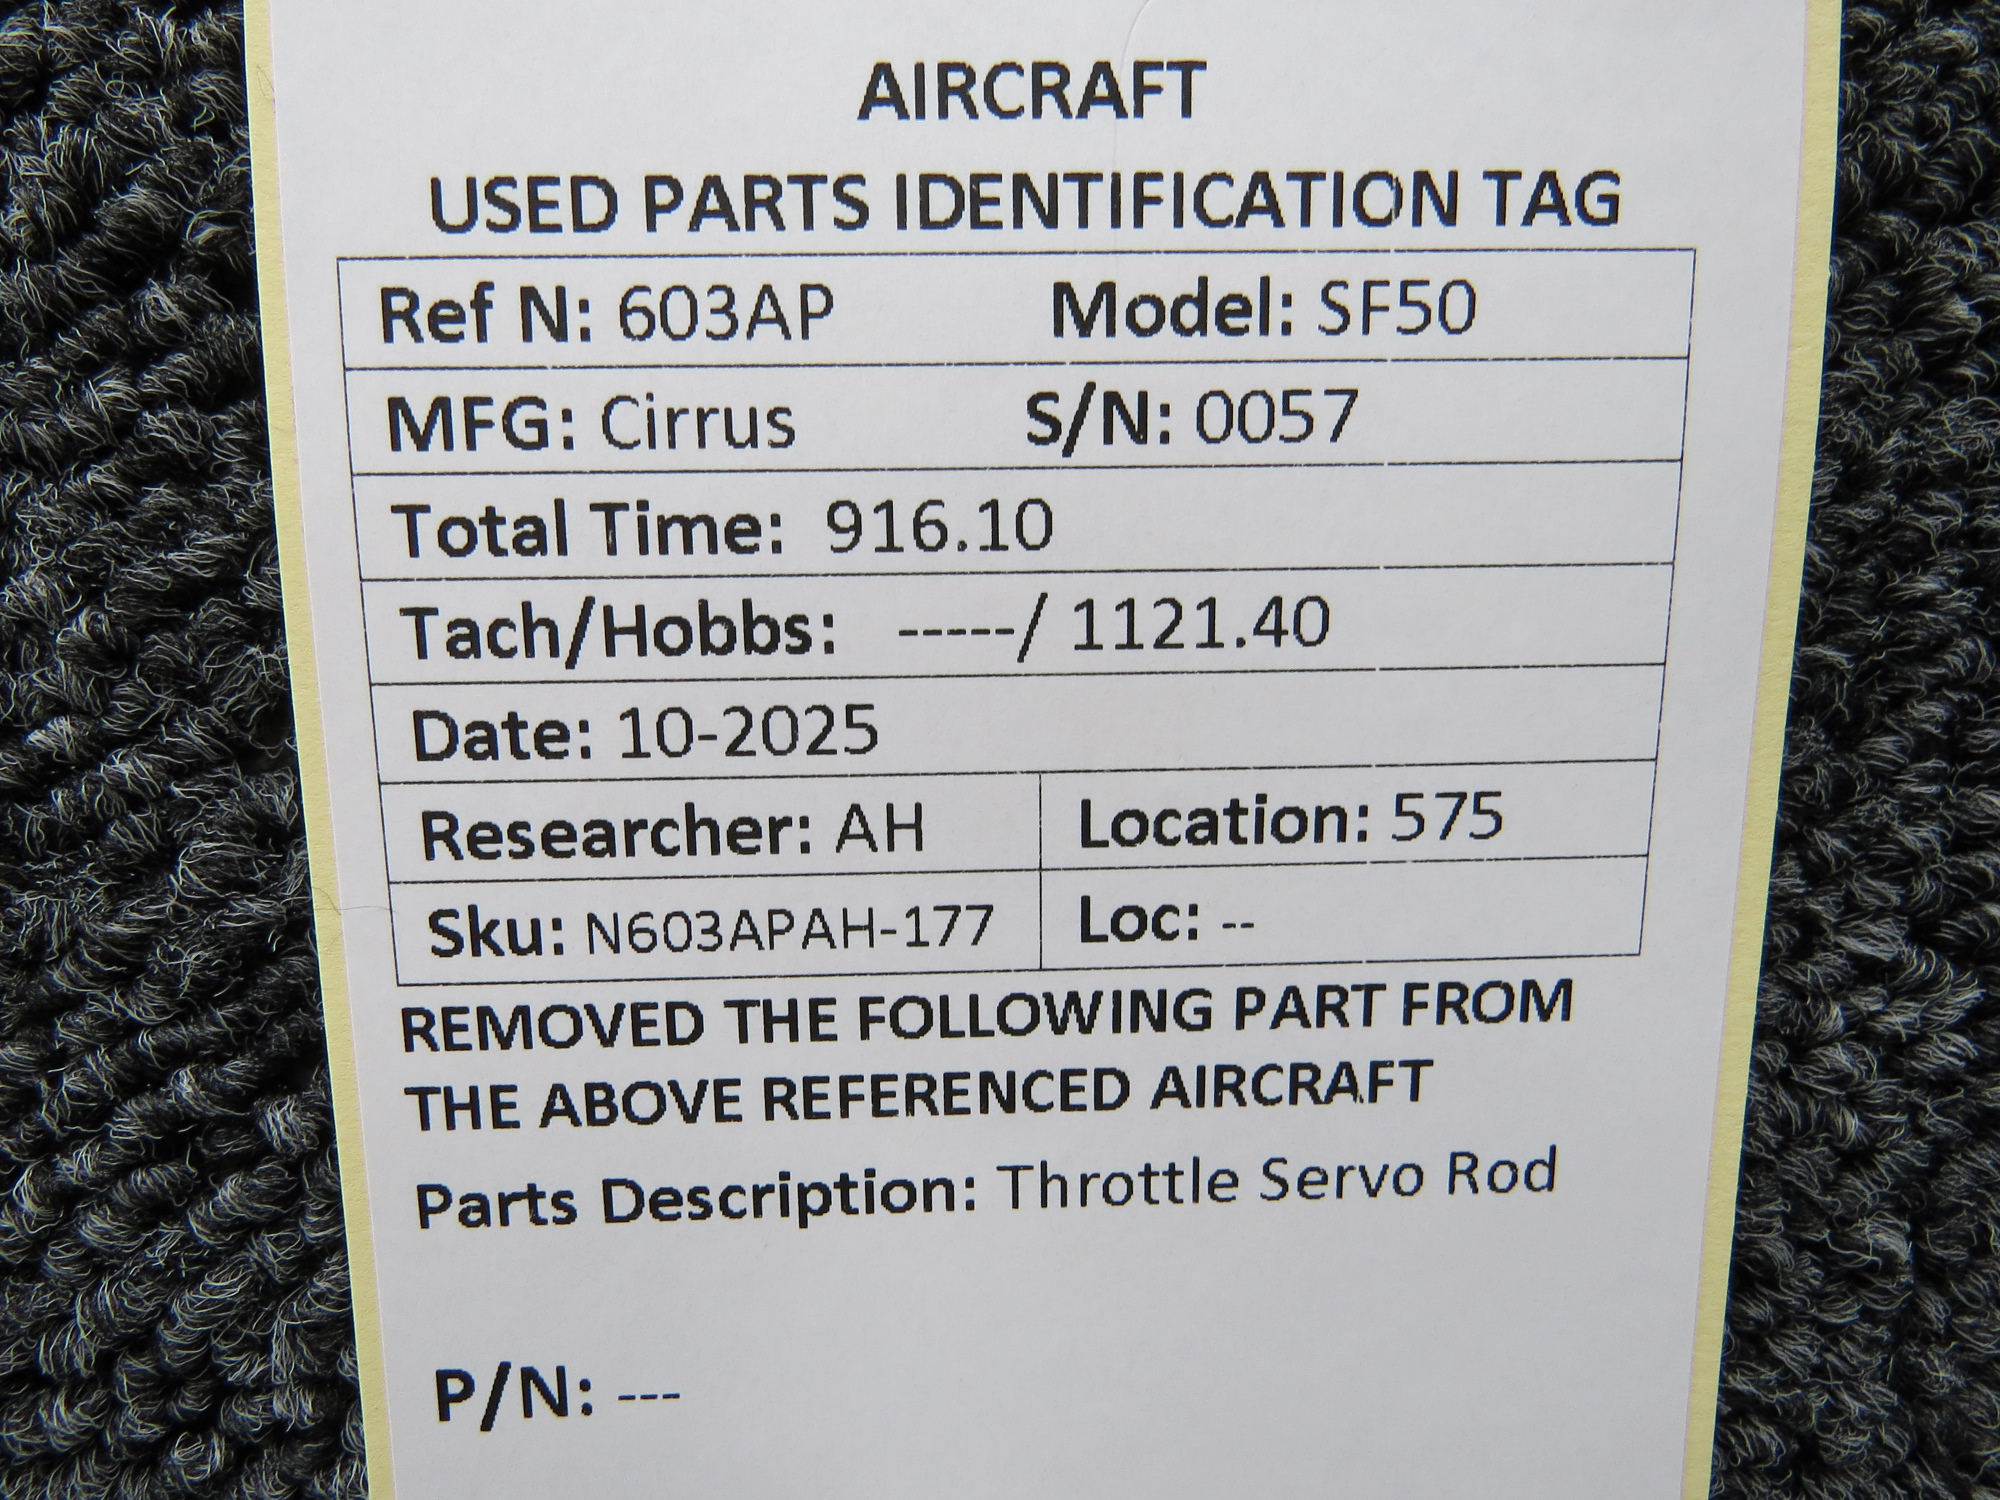 AIRCRAFT
USED PARTS IDENTIFICATION TAG
Ref N: 603AP Model: SF50
MFG: Cirrus S/N: 0057
Total Time: 916.10
Tach/Hobbs: -----/ 1121.40
Date: 10-2025
Researcher: AH Location: 575
Sku: N603APAH-177 Loc: --
REMOVED THE FOLLOWING PART FROM
THE ABOVE REFERENCED AIRCRAFT
Parts Description: Throttle Servo Rod
P/N: ---